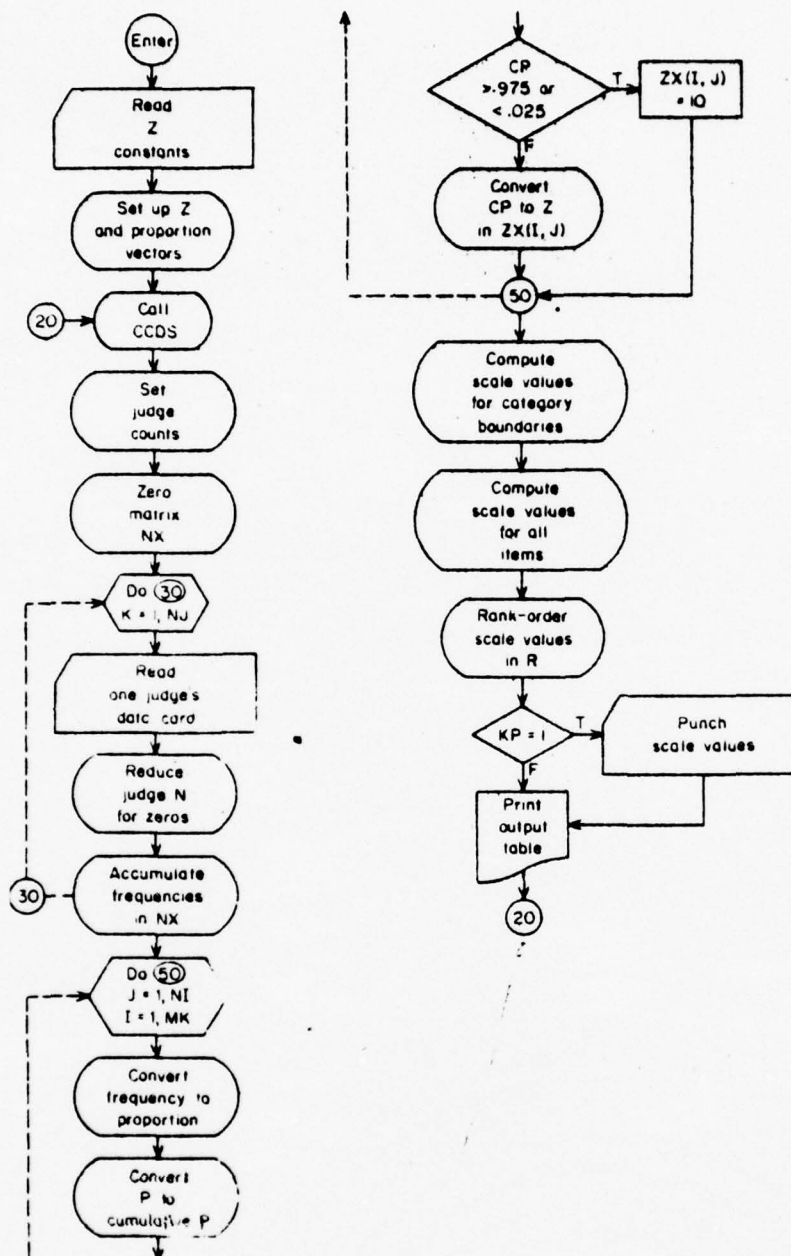 Enter
Read
Z
constants
Set up Z
and proportion
vectors
20
Call
CCDS
Set
judge
counts
Zero
matrix
NX
Do 30
K = 1, NJ
Read
one judge's
data card
Reduce
judge N
for zeros
30
Accumulate
frequencies
in NX
Do 50
J = 1, NI
I = 1, MK
Convert
frequency to
proportion
Convert
P to
cumulative P
CP
>.975 or
< .025
T
ZX(I, J)
= 10
F
Convert
CP to Z
in ZX(I, J)
50
Compute
scale values
for category
boundaries
Compute
scale values
for all
items
Rank-order
scale values
in R
KP = 1
T
Punch
scale values
F
Print
output
table
20